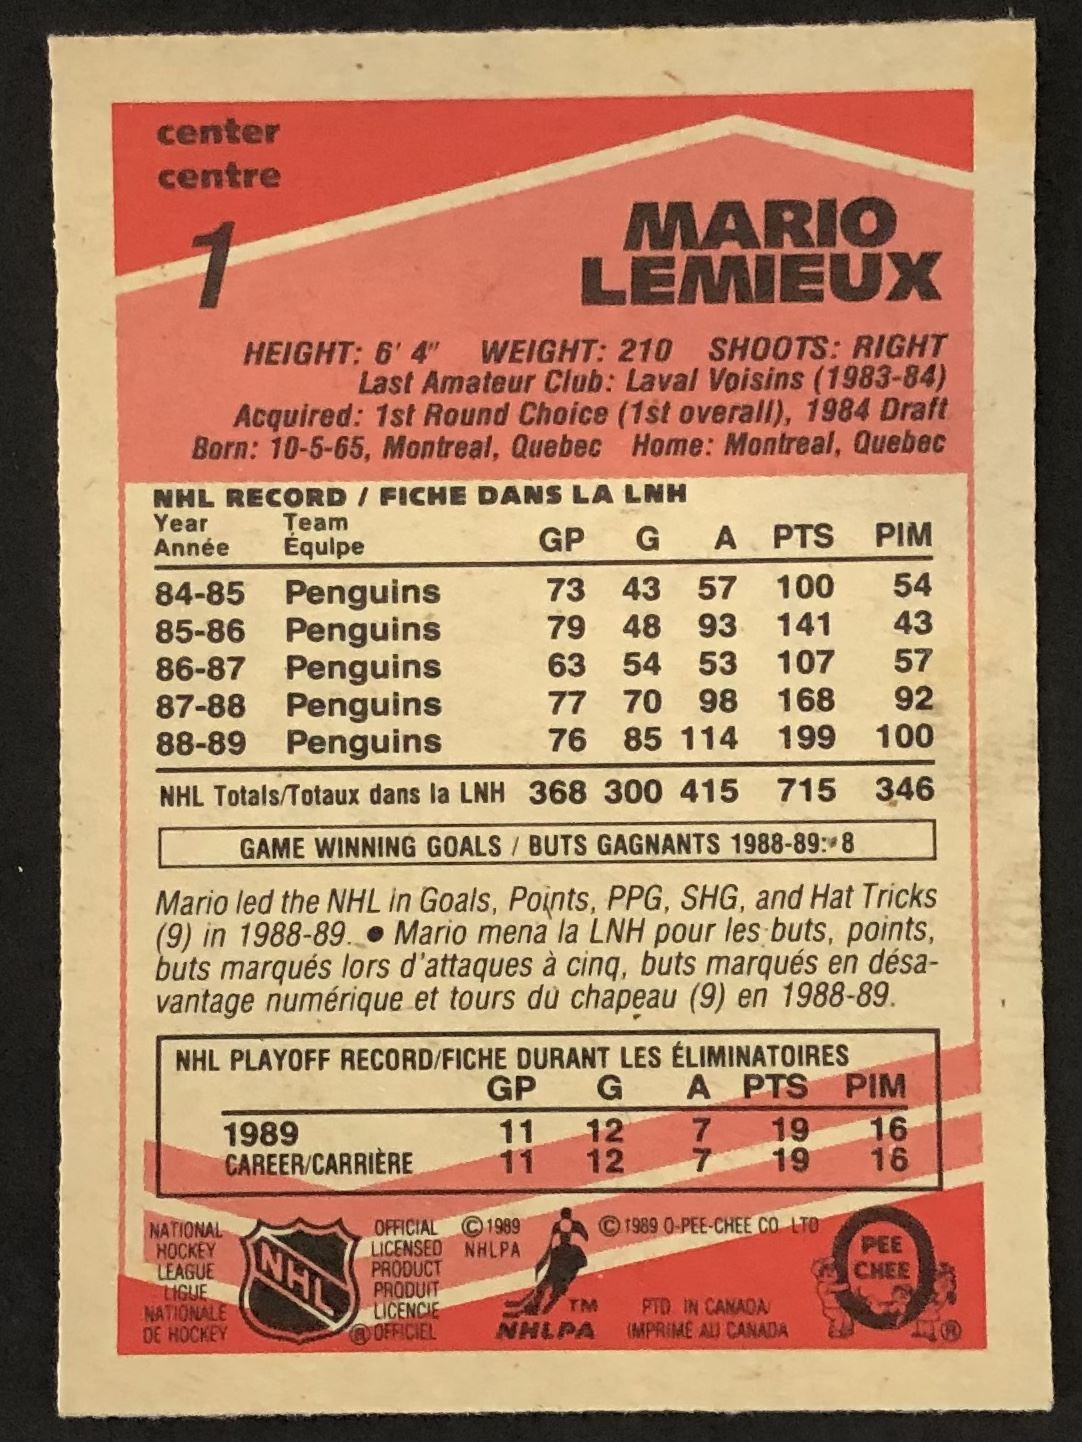 center
centre
1
MARIO
LEMIEUX
HEIGHT: 6' 4" WEIGHT: 210 SHOOTS: RIGHT
Last Amateur Club: Laval Voisins (1983-84)
Acquired: 1st Round Choice (1st overall), 1984 Draft
Born: 10-5-65, Montreal, Quebec Home: Montreal, Quebec
NHL RECORD / FICHE DANS LA LNH
Year Team
Année Équipe GP G A PTS PIM
84-85 Penguins 73 43 57 100 54
85-86 Penguins 79 48 93 141 43
86-87 Penguins 63 54 53 107 57
87-88 Penguins 77 70 98 168 92
88-89 Penguins 76 85 114 199 100
NHL Totals/Totaux dans la LNH 368 300 415 715 346
GAME WINNING GOALS / BUTS GAGNANTS 1988-89: 8
Mario led the NHL in Goals, Points, PPG, SHG, and Hat Tricks
(9) in 1988-89. • Mario mena la LNH pour les buts, points,
buts marqués lors d'attaques à cinq, buts marqués en désa-
vantage numérique et tours du chapeau (9) en 1988-89.
NHL PLAYOFF RECORD/FICHE DURANT LES ÉLIMINATOIRES
GP G A PTS PIM
1989 11 12 7 19 16
CAREER/CARRIÈRE 11 12 7 19 16
NATIONAL
HOCKEY
LEAGUE
LIGUE
NATIONALE
DE HOCKEY
NHL
®
OFFICIAL
LICENSED
PRODUCT
PRODUIT
LICENCIE
OFFICIEL
© 1989
NHLPA
TM
NHLPA
© 1989 O-PEE-CHEE CO. LTD
PTD. IN CANADA/
IMPRIMÉ AU CANADA
O
PEE
CHEE
®